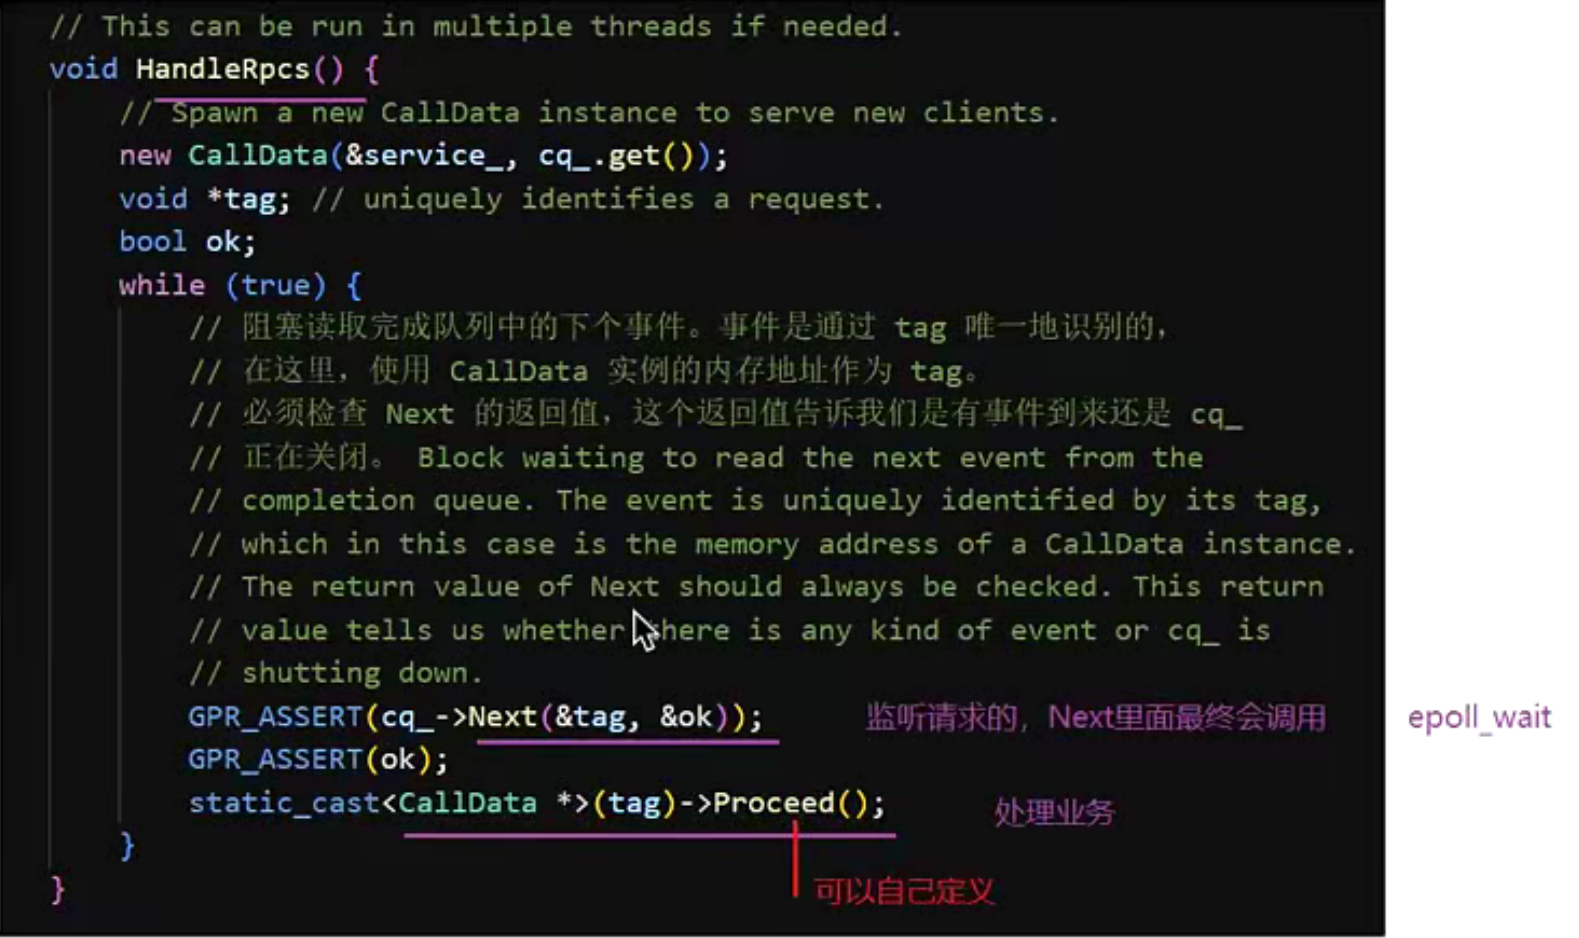 // This can be run in multiple threads if needed.
void HandleRpcs() {
// Spawn a new CallData instance to serve new clients.
new CallData(&service_, cq_.get());
void *tag; // uniquely identifies a request.
bool ok;
while (true) {
// 阻塞读取完成队列中的下个事件。事件是通过 tag 唯一地识别的，
// 在这里，使用 CallData 实例的内存地址作为 tag。
// 必须检查 Next 的返回值，这个返回值告诉我们是有事件到来还是 cq_
// 正在关闭。 Block waiting to read the next event from the
// completion queue. The event is uniquely identified by its tag,
// which in this case is the memory address of a CallData instance.
// The return value of Next should always be checked. This return
// value tells us whether there is any kind of event or cq_ is
// shutting down.
GPR_ASSERT(cq_->Next(&tag, &ok)); 监听请求的，Next里面最终会调用 epoll_wait
GPR_ASSERT(ok);
static_cast<CallData *>(tag)->Proceed(); 处理业务
}
} 可以自己定义